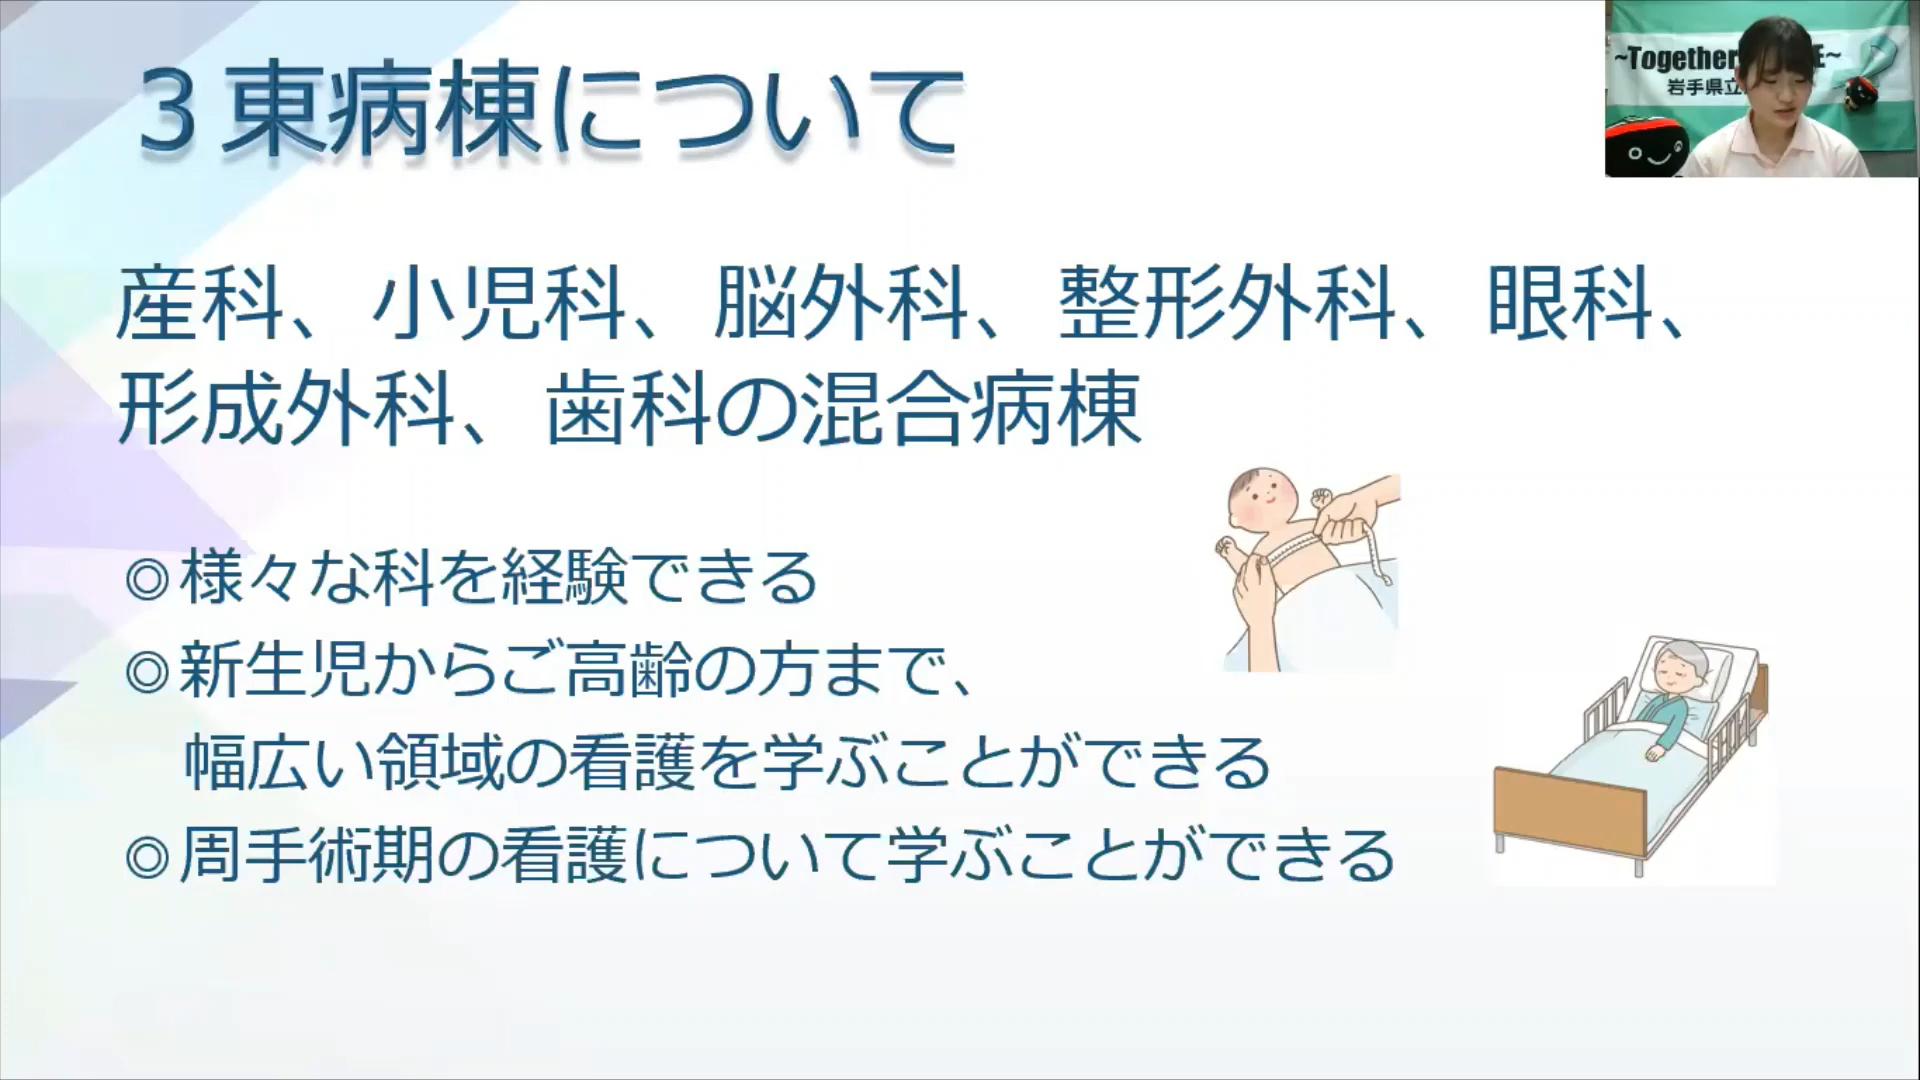 ３東病棟について
~Together
E~
岩手県立
産科、小児科、脳外科、整形外科、眼科、
形成外科、歯科の混合病棟
◎様々な科を経験できる
◎新生児からご高齢の方まで、
幅広い領域の看護を学ぶことができる
◎周手術期の看護について学ぶことができる